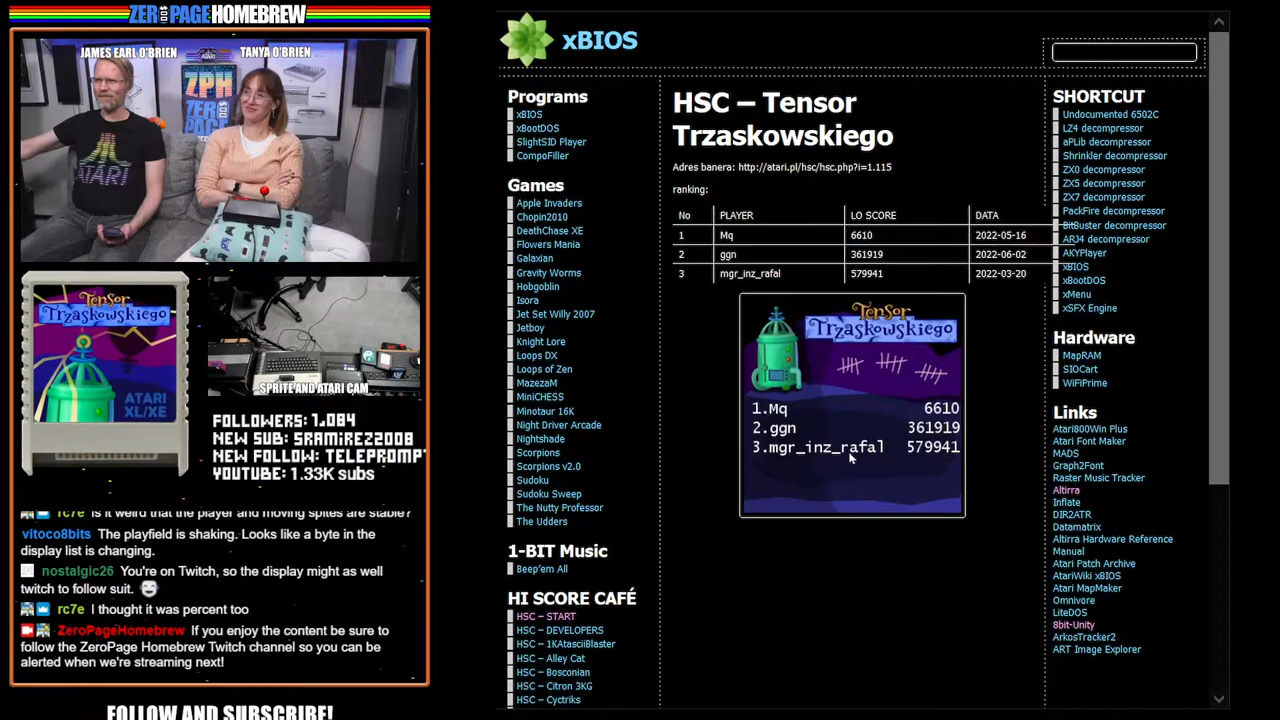 ZEROPAGE HOMEBREW
JAMES EARL O'BRIEN
TANYA O'BRIEN
ATARI
ZPH
ZERO
PAGE
ATARI
Tensor
Trzaskowskiego
ATARI
XL/XE
SPRITE AND ATARI CAM
FOLLOWERS: 1,084
NEW SUB: SRAMIREZ2008
NEW FOLLOW: TELEPROMPT
YOUTUBE: 1.33K subs
rc7e Is it weird that the player and moving spites are stable?
vitoco8bits The playfield is shaking. Looks like a byte in the
display list is changing.
nostalgic26 You're on Twitch, so the display might as well
twitch to follow suit.
rc7e I thought it was percent too
ZeroPageHomebrew If you enjoy the content be sure to
follow the ZeroPage Homebrew Twitch channel so you can be
alerted when we're streaming next!
FOLLOW AND SUBSCRIBE!
xBIOS
Programs
xBIOS
xBootDOS
SlightSID Player
CompoFiller
Games
Apple Invaders
Chopin2010
DeathChase XE
Flowers Mania
Galaxian
Gravity Worms
Hobgoblin
Isora
Jet Set Willy 2007
Jetboy
Knight Lore
Loops DX
Loops of Zen
MazezaM
MiniCHESS
Minotaur 16K
Night Driver Arcade
Nightshade
Scorpions
Scorpions v2.0
Sudoku
Sudoku Sweep
The Nutty Professor
The Udders
1-BIT Music
Beep'em All
HI SCORE CAFÉ
HSC – START
HSC – DEVELOPERS
HSC – 1KAtasciiBlaster
HSC – Alley Cat
HSC – Bosconian
HSC – Citron 3KG
HSC – Cyctriks
HSC – Tensor
Trzaskowskiego
Adres banera: http://atari.pl/hsc/hsc.php?i=1.115
ranking:
No PLAYER LO SCORE DATA
1 Mq 6610 2022-05-16
2 ggn 361919 2022-06-02
3 mgr_inz_rafal 579941 2022-03-20
Tensor
Trzaskowskiego
1.Mq 6610
2.ggn 361919
3.mgr_inz_rafal 579941
SHORTCUT
Undocumented 6502C
LZ4 decompressor
aPLib decompressor
Shrinkler decompressor
ZX0 decompressor
ZX5 decompressor
ZX7 decompressor
PackFire decompressor
BitBuster decompressor
ARJ4 decompressor
AKYPlayer
xBIOS
xBootDOS
xMenu
xSFX Engine
Hardware
MapRAM
SIOCart
WiFiPrime
Links
Atari800Win Plus
Atari Font Maker
MADS
Graph2Font
Raster Music Tracker
Altirra
Inflate
DIR2ATR
Datamatrix
Altirra Hardware Reference
Manual
Atari Patch Archive
AtariWiki xBIOS
Atari MapMaker
Omnivore
LiteDOS
8bit-Unity
ArkosTracker2
ART Image Explorer